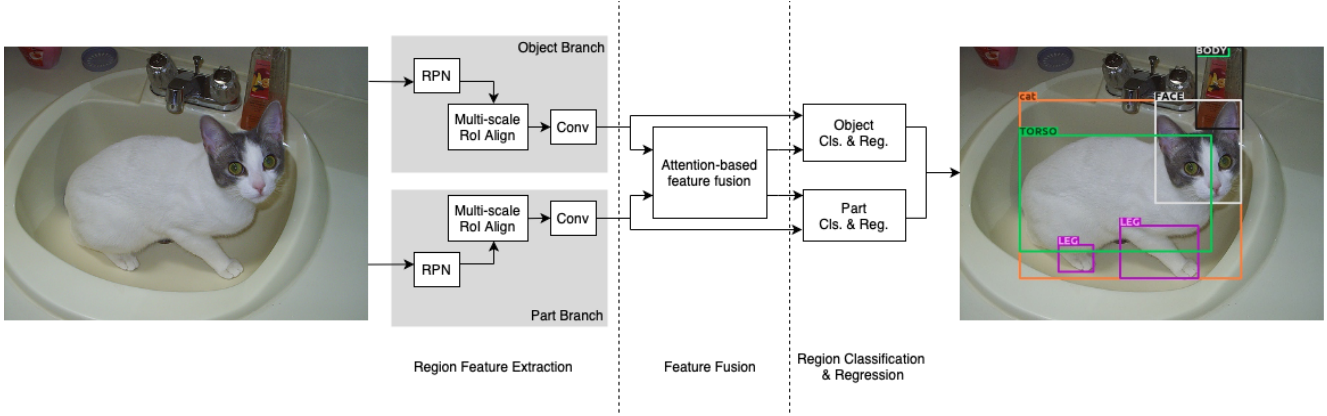 Object Branch
RPN
Multi-scale
RoI Align
Conv
Multi-scale
RoI Align
Conv
RPN
Part Branch
Attention-based
feature fusion
Object
Cls. & Reg.
Part
Cls. & Reg.
BODY
cat
FACE
TORSO
LEG
LEG
Region Feature Extraction
Feature Fusion
Region Classification
& Regression